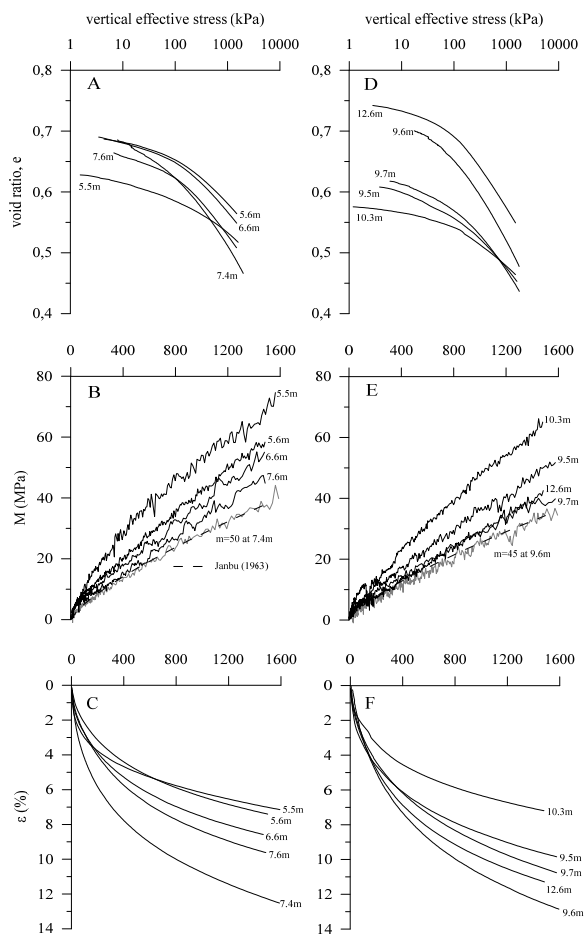 vertical effective stress (kPa) vertical effective stress (kPa)
1 10 100 1000 10000 1 10 100 1000 10000
0,8 0,8
A D
12.6m
0,7 0,7
9.6m
7.6m
9.7m
5.5m
9.5m
void ratio, e
0,6 0,6
5.6m
10.3m
6.6m
0,5 0,5
7.4m
0,4 0,4
0 400 800 1200 1600 0 400 800 1200 1600
80 80
B E
5.5m
10.3m
60 60
5.6m
6.6m
9.5m
7.6m
12.6m
9.7m
M (MPa)
40 40
m=50 at 7.4m
m=45 at 9.6m
Janbu (1963)
20 20
0 0
0 400 800 1200 1600 0 400 800 1200 1600
0 0
C F
2 2
4 4
6 6
5.5m
10.3m
5.6m
8 8
ε (%)
6.6m
7.6m
9.5m
10 10
9.7m
12.6m
12 12
7.4m
9.6m
14 14